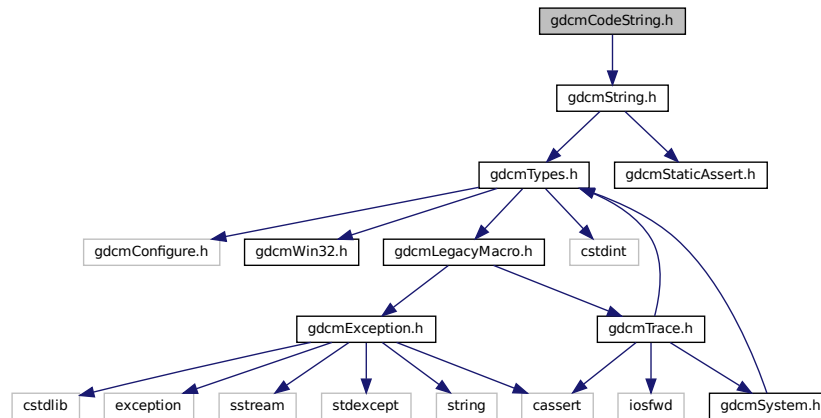 gdcmCodeString.h
gdcmString.h
gdcmTypes.h
gdcmStaticAssert.h
gdcmConfigure.h
gdcmWin32.h
gdcmLegacyMacro.h
cstdint
gdcmException.h
gdcmTrace.h
cstdlib
exception
sstream
stdexcept
string
cassert
iosfwd
gdcmSystem.h